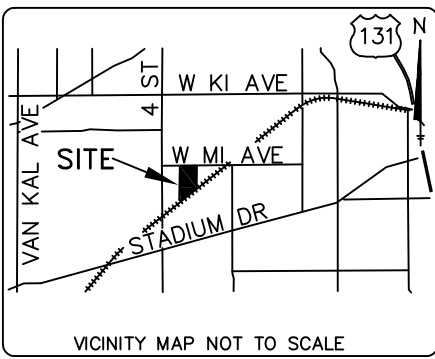 131
N
W KI AVE
4 ST
VAN KAL AVE
SITE
W MI AVE
STADIUM DR
VICINITY MAP NOT TO SCALE